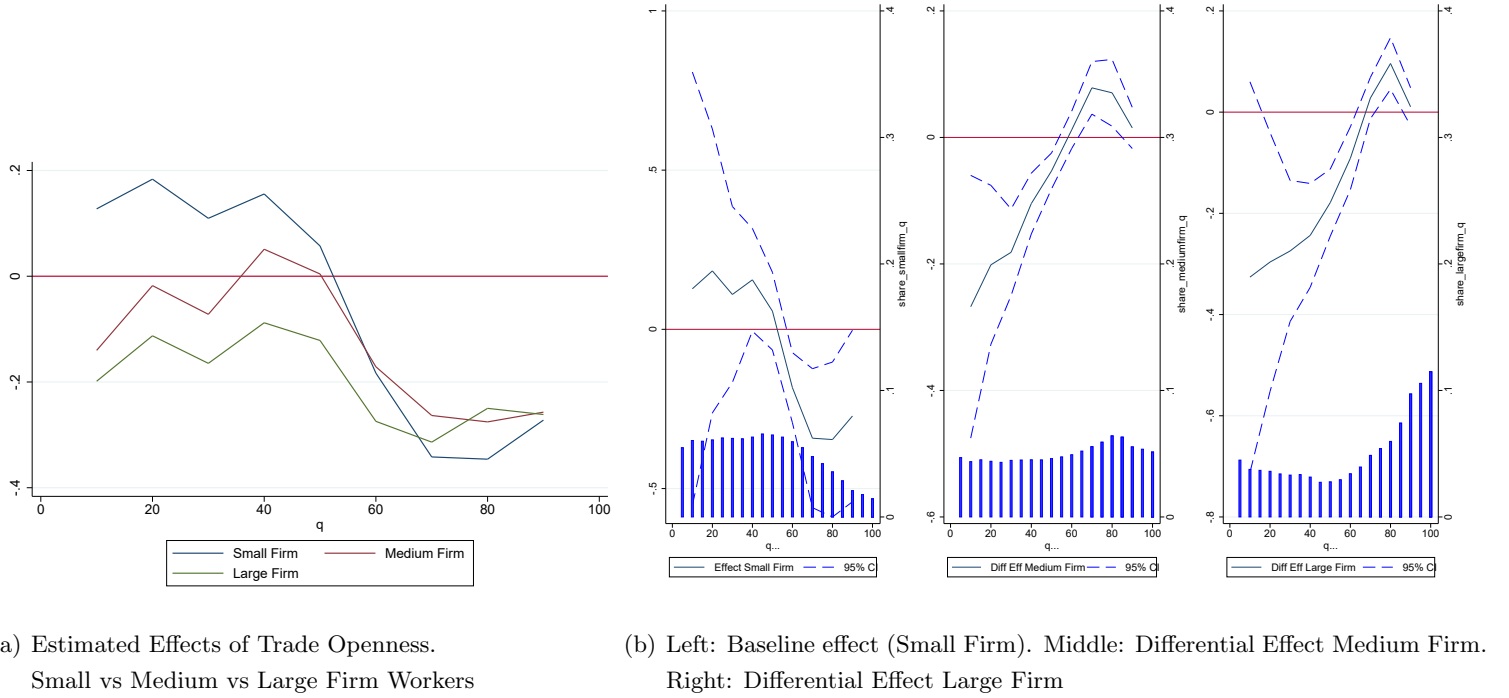 .2
0
-.2
-.4
0
20
40
60
80
100
q
Small Firm
Medium Firm
Large Firm
1
.5
0
-.5
.4
.3
.2
.1
0
share_smallfirm_q
0
20
40
60
80
100
q...
Effect Small Firm
95% CI
.2
0
-.2
-.4
-.6
.4
.3
.2
.1
0
share_mediumfirm_q
0
20
40
60
80
100
q...
Diff Eff Medium Firm
95% CI
.2
0
-.2
-.4
-.6
-.8
.4
.3
.2
.1
0
share_largefirm_q
0
20
40
60
80
100
q...
Diff Eff Large Firm
95% CI
a) Estimated Effects of Trade Openness.
Small vs Medium vs Large Firm Workers
(b) Left: Baseline effect (Small Firm). Middle: Differential Effect Medium Firm.
Right: Differential Effect Large Firm